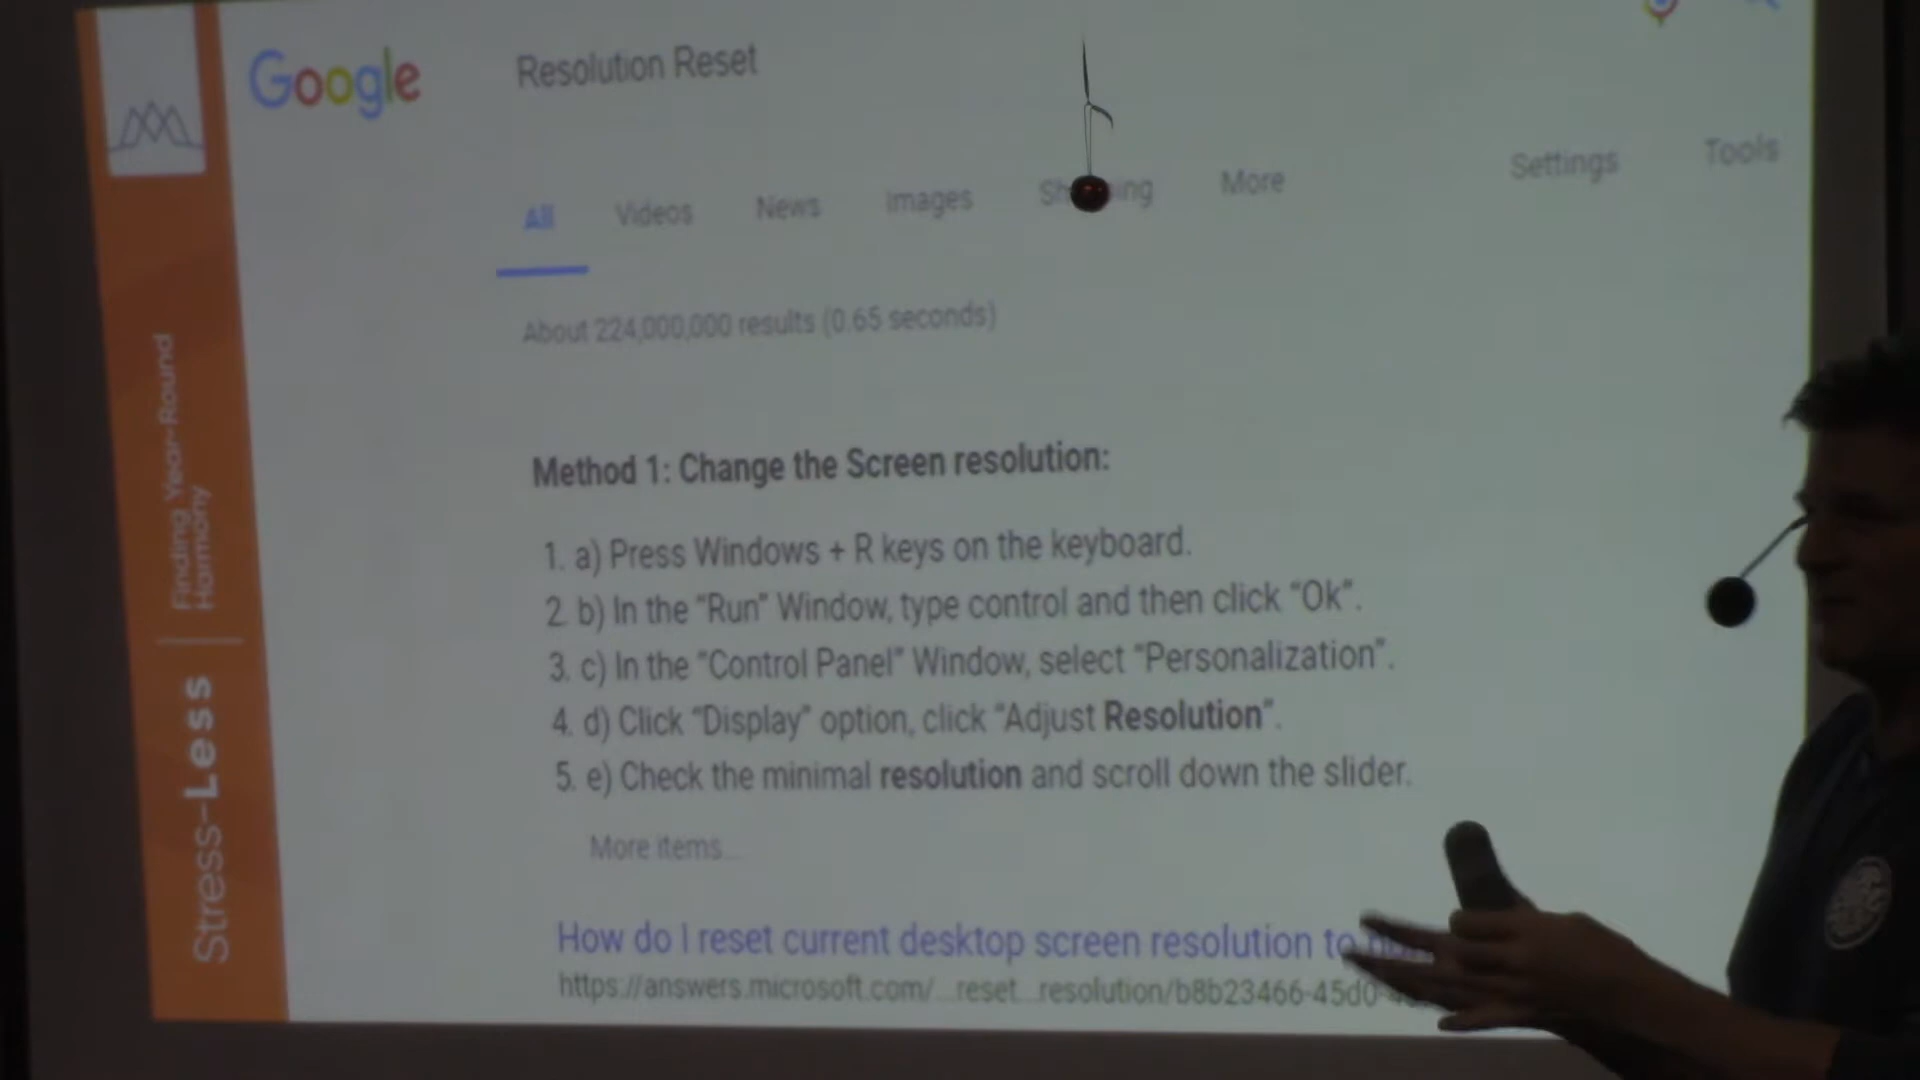 Google
Resolution Reset
All Videos News Images More Settings Tools
About 224,000,000 results (0.65 seconds)
Method 1: Change the Screen resolution:
1. a) Press Windows + R keys on the keyboard.
2. b) In the “Run” Window, type control and then click “Ok”.
3. c) In the “Control Panel” Window, select “Personalization”.
4. d) Click “Display” option, click “Adjust Resolution”.
5. e) Check the minimal resolution and scroll down the slider.
More items...
How do I reset current desktop screen resolution to
https://answers.microsoft.com/...reset...resolution/b8b23466-45d0-
Stress-Less
Finding Year-Round
Harmony